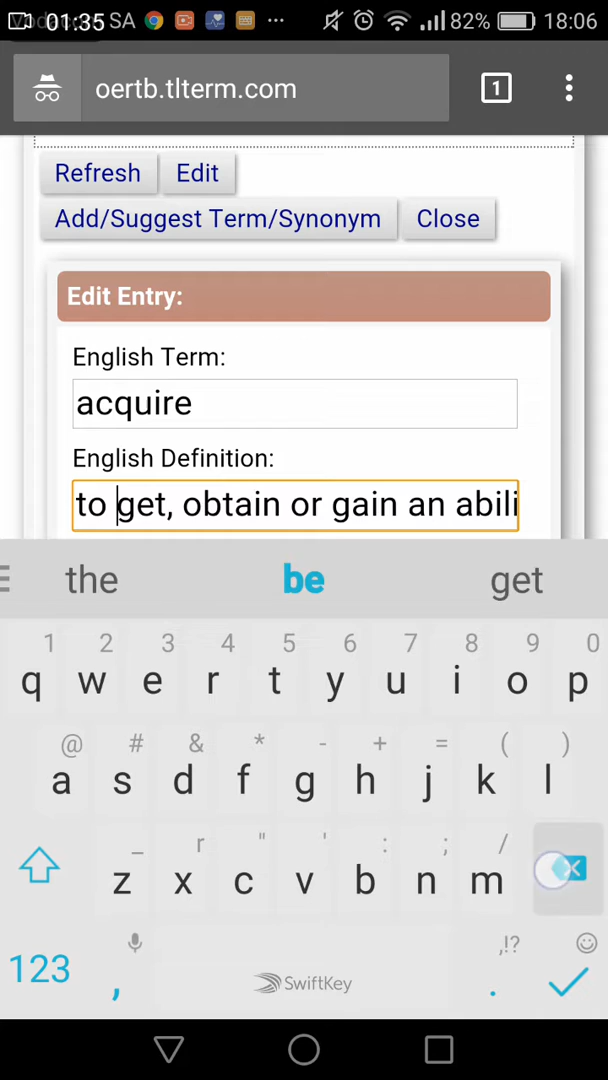 01:35 SA 82% 18:06
oertb.tlterm.com 1
Refresh Edit
Add/Suggest Term/Synonym Close
Edit Entry:
English Term:
acquire
English Definition:
to get, obtain or gain an abili
the be get
1 2 3 4 5 6 7 8 9 0
q w e r t y u i o p
@ # & * - + = ( )
a s d f g h j k l
_ r " ' : ; /
z x c v b n m
,!?
123 , SwiftKey .